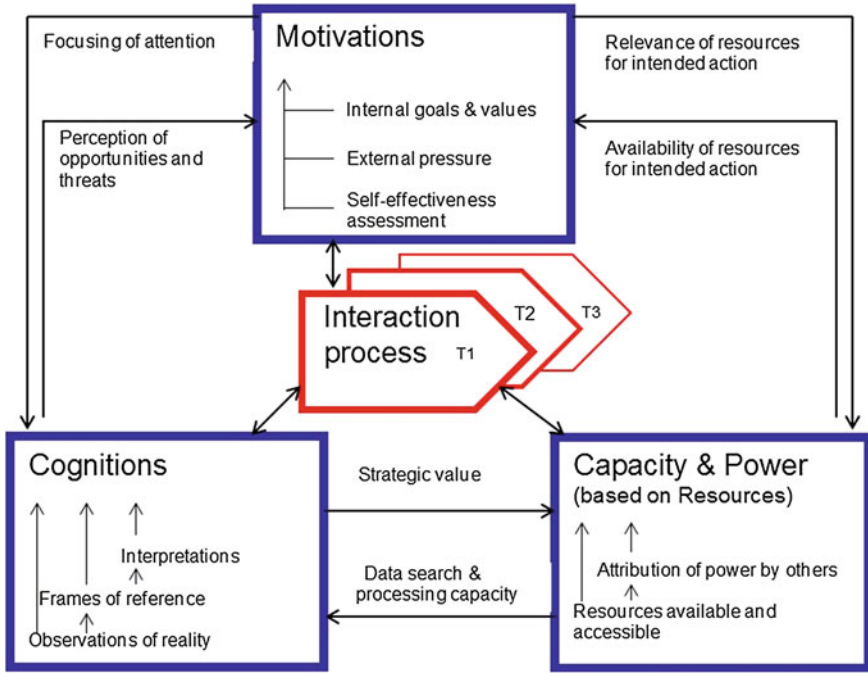 Focusing of attention
Motivations
Relevance of resources
for intended action
Internal goals & values
Perception of
opportunities and
threats
External pressure
Availability of resources
for intended action
Self-effectiveness
assessment
Interaction
process
T1
T2
T3
Cognitions
Strategic value
Capacity & Power
(based on Resources)
Interpretations
Frames of reference
Observations of reality
Data search &
processing capacity
Attribution of power by others
Resources available and
accessible